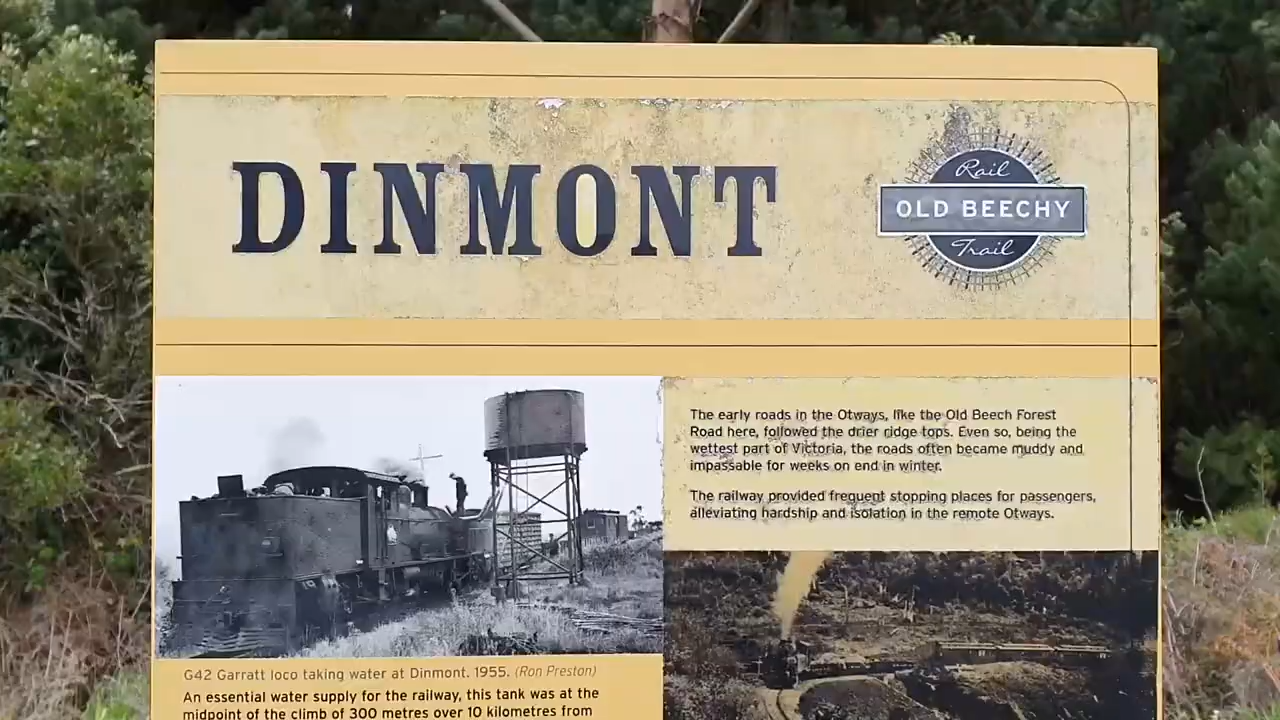 DINMONT
Rail
OLD BEECHY
Trail
The early roads in the Otways, like the Old Beech Forest
Road here, followed the drier ridge tops. Even so, being the
wettest part of Victoria, the roads often became muddy and
impassable for weeks on end in winter.
The railway provided frequent stopping places for passengers,
alleviating hardship and isolation in the remote Otways.
G42 Garratt loco taking water at Dinmont. 1955. (Ron Preston)
An essential water supply for the railway, this tank was at the
midpoint of the climb of 300 metres over 10 kilometres from